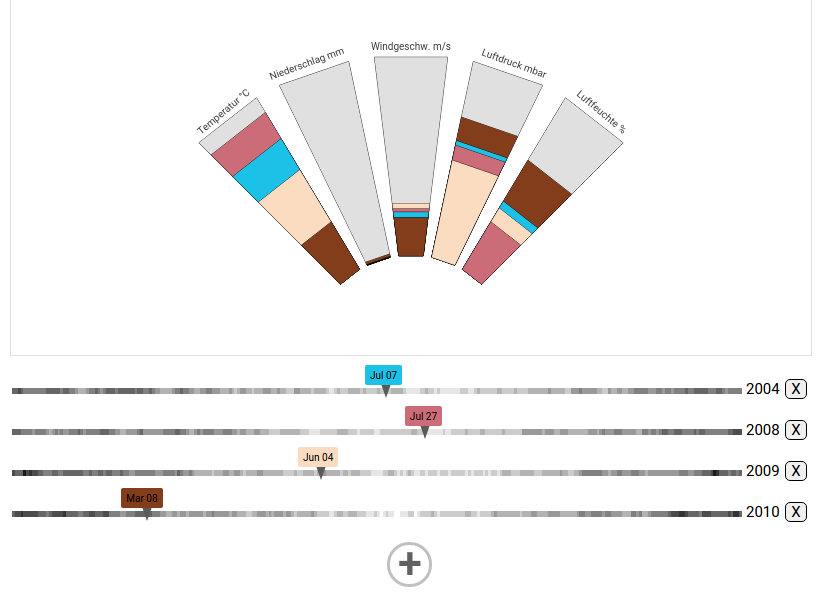 Temperatur °C
Niederschlag mm
Windgeschw. m/s
Luftdruck mbar
Luftfeuchte %
Jul 07
2004 X
Jul 27
2008 X
Jun 04
2009 X
Mar 08
2010 X
+